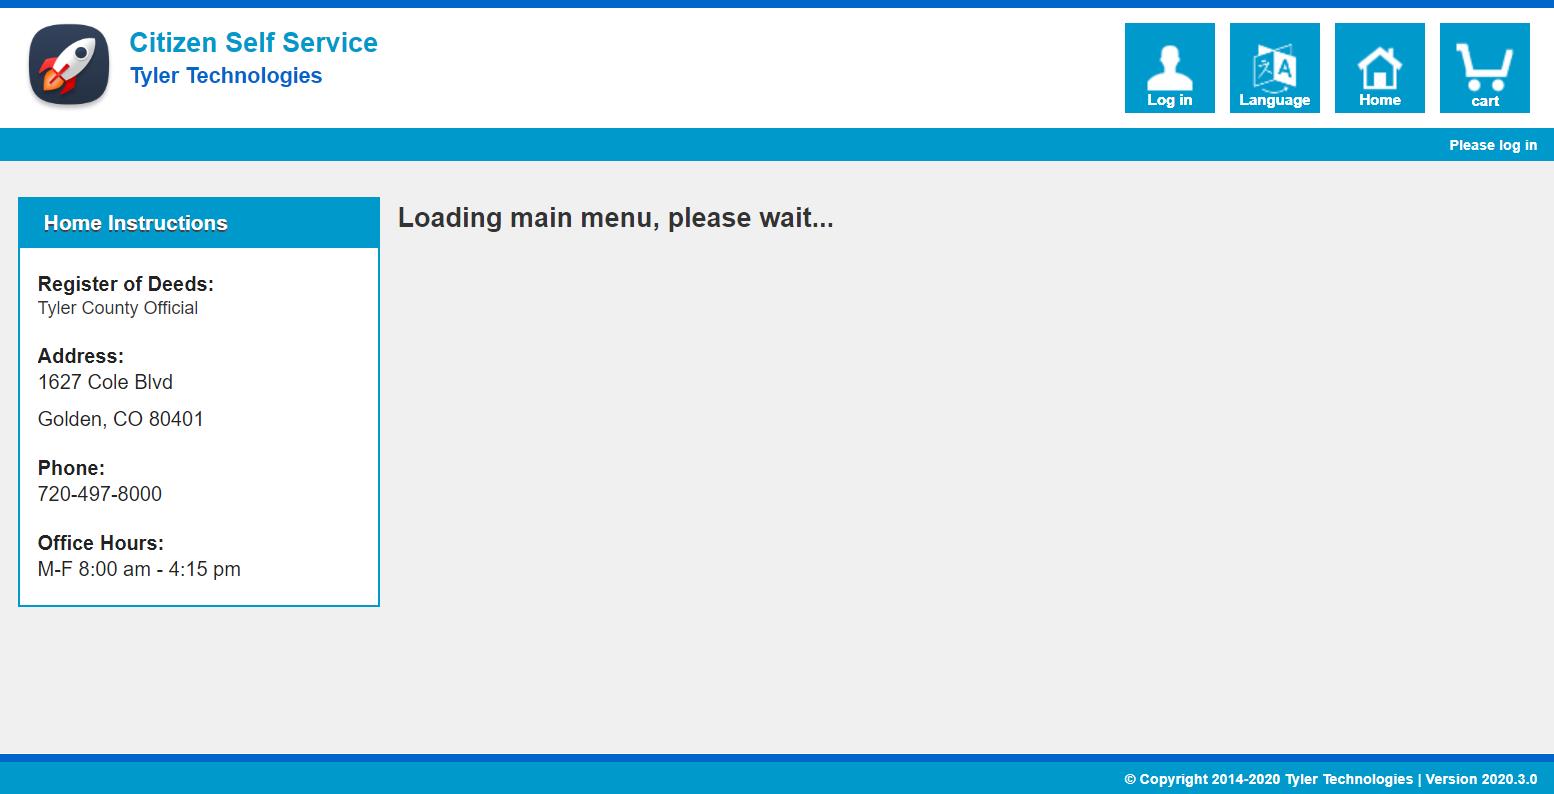 Citizen Self Service
Tyler Technologies
Log in
Language
Home
cart
Please log in
Home Instructions
Loading main menu, please wait...
Register of Deeds:
Tyler County Official
Address:
1627 Cole Blvd
Golden, CO 80401
Phone:
720-497-8000
Office Hours:
M-F 8:00 am - 4:15 pm
© Copyright 2014-2020 Tyler Technologies | Version 2020.3.0